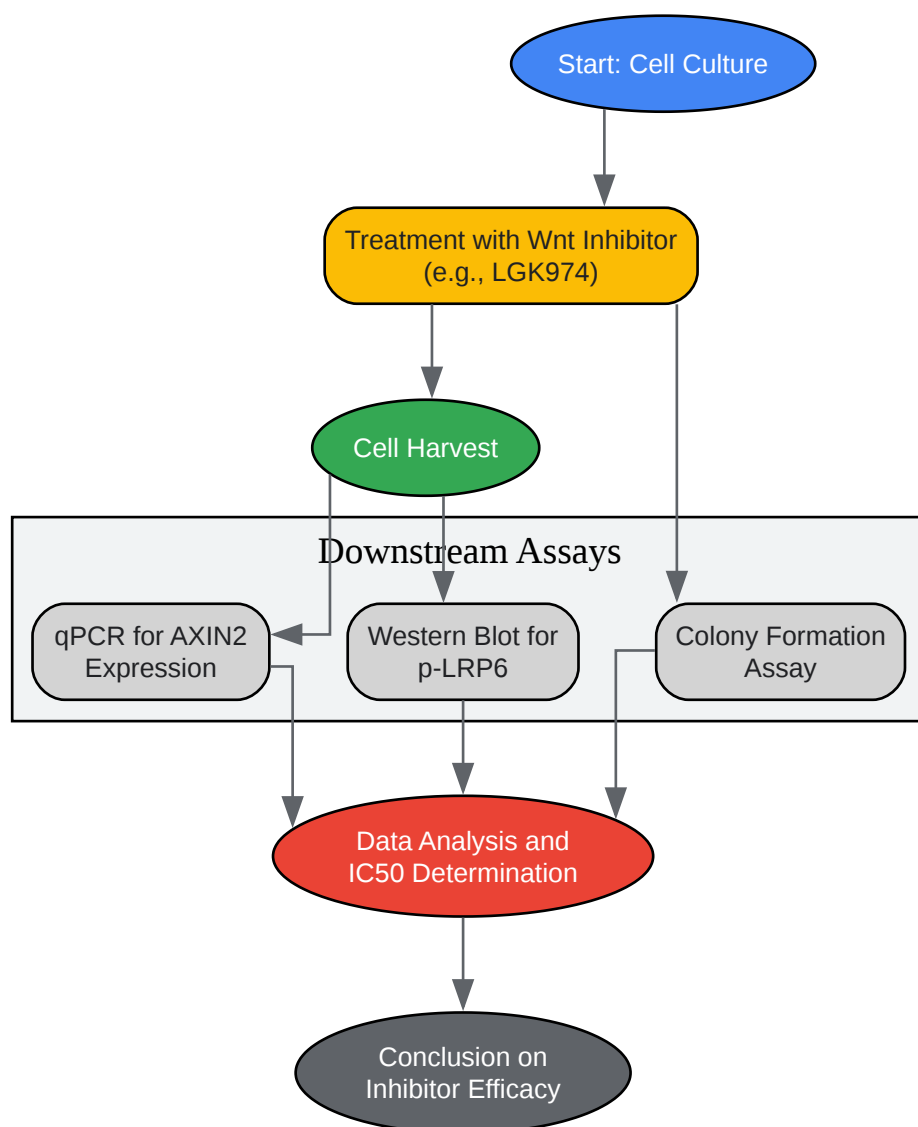 Start: Cell Culture
Treatment with Wnt Inhibitor
(e.g., LGK974)
Cell Harvest
Downstream Assays
qPCR for AXIN2
Expression
Western Blot for
p-LRP6
Colony Formation
Assay
Data Analysis and
IC50 Determination
Conclusion on
Inhibitor Efficacy